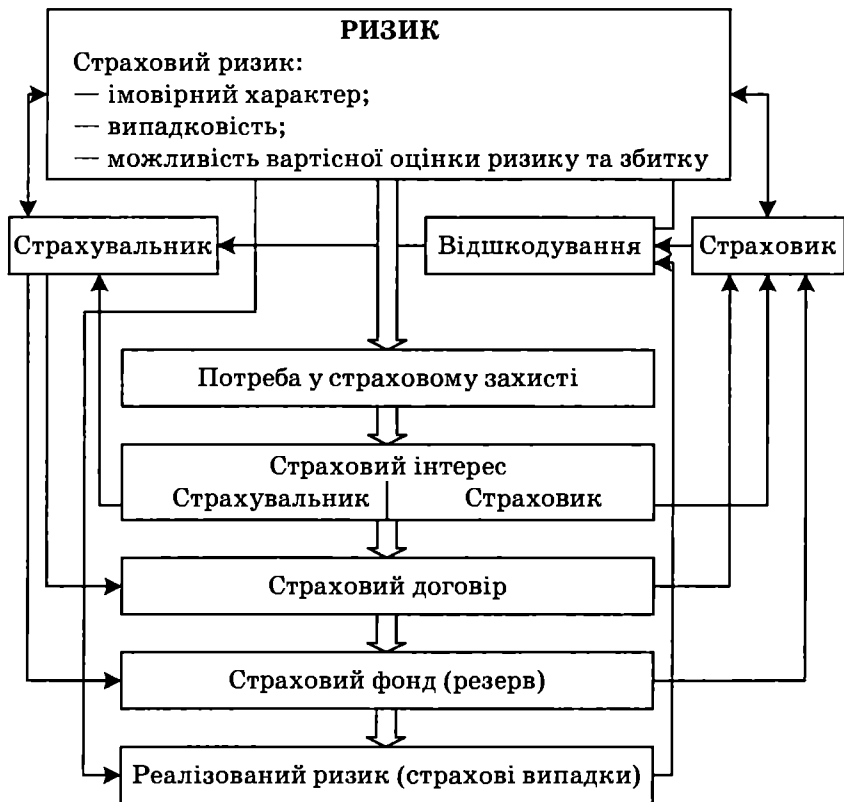 РИЗИК
Страховий ризик:
— імовірний характер;
— випадковість;
— можливість вартісної оцінки ризику та збитку
Страхувальник
Відшкодування
Страховик
Потреба у страховому захисті
Страховий інтерес
Страхувальник
Страховик
Страховий договір
Страховий фонд (резерв)
Реалізований ризик (страхові випадки)